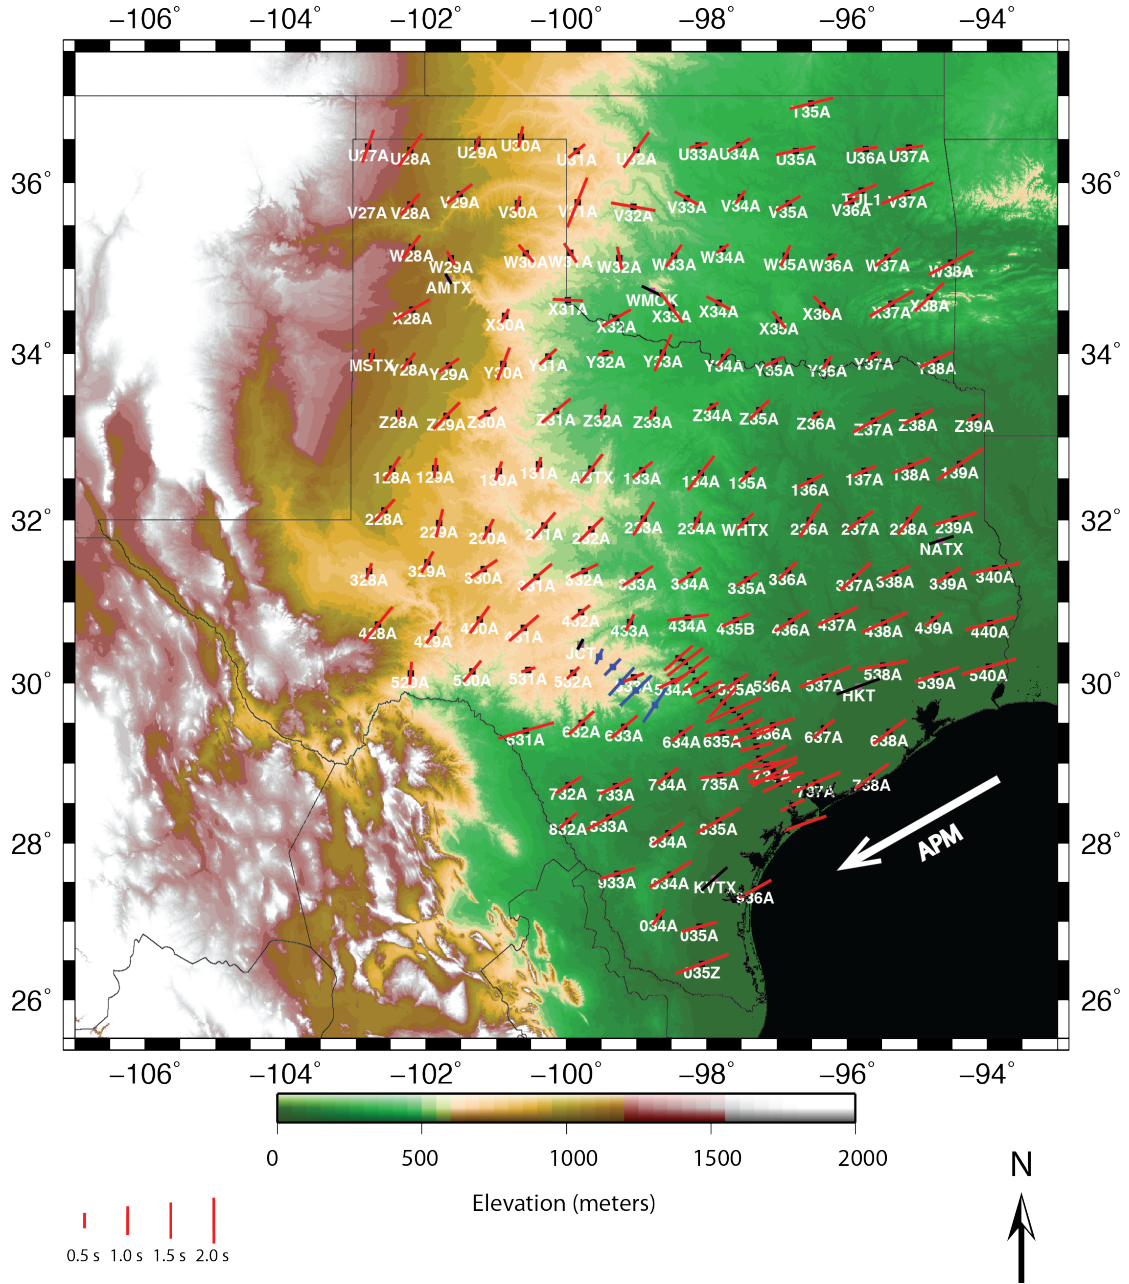 −106° −104° −102° −100° −98° −96° −94°
T35A
U27A U28A U29A U30A U31A U32A U33A U34A U35A U36A U37A
36° 36°
V27A V28A V29A V30A V31A V32A V33A V34A V35A V36A TUL1 V37A
W28A W29A W30A W31A W32A W33A W34A W35A W36A W37A W38A
AMTX WMOK
X28A X30A X31A X32A X33A X34A X35A X36A X37A X38A
34° 34°
MSTX Y28A Y29A Y30A Y31A Y32A Y33A Y34A Y35A Y36A Y37A Y38A
Z28A Z29A Z30A Z31A Z32A Z33A Z34A Z35A Z36A Z37A Z38A Z39A
128A 129A 130A 131A ABTX 133A 134A 135A 136A 137A 138A 139A
32° 32°
228A 229A 230A 231A 232A 233A 234A WHTX 236A 237A 238A 239A
NATX
328A 329A 330A 331A 332A 333A 334A 335A 336A 337A 338A 339A 340A
428A 429A 430A 431A 432A 433A 434A 435B 436A 437A 438A 439A 440A
JCT
30° 30°
529A 530A 531A 532A 533A 534A 535A 536A 537A 538A 539A 540A
HKT
631A 632A 633A 634A 635A 636A 637A 638A
732A 733A 734A 735A 736A 737A 738A
832A 833A 834A 835A
APM
28° 28°
933A 934A KVTX 936A
034A 035A
035Z
26° 26°
−106° −104° −102° −100° −98° −96° −94°
0 500 1000 1500 2000
Elevation (meters)
N
0.5 s 1.0 s 1.5 s 2.0 s